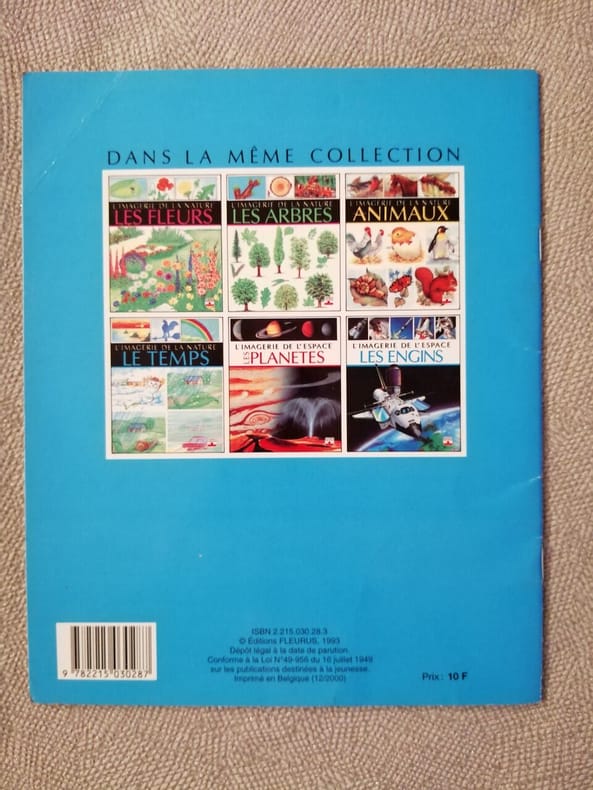 DANS LA MÊME COLLECTION
L'IMAGERIE DE LA NATURE
LES FLEURS
L'IMAGERIE DE LA NATURE
LES ARBRES
L'IMAGERIE DE LA NATURE
ANIMAUX
L'IMAGERIE DE LA NATURE
LE TEMPS
L'IMAGERIE DE L'ESPACE
LES PLANETES
L'IMAGERIE DE L'ESPACE
LES ENGINS
9 782215 030287
ISBN 2.215.030.28.3
© Éditions FLEURUS, 1993
Dépôt légal à la date de parution.
Conforme à la Loi N°49-956 du 16 juillet 1949
sur les publications destinées à la jeunesse.
Imprimé en Belgique (12/2000)
Prix : 10 F